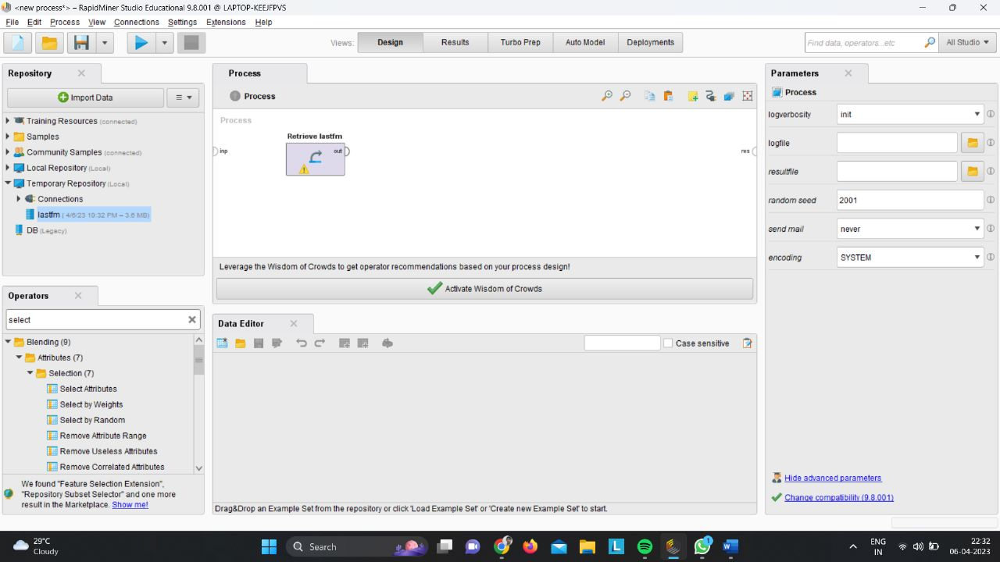 <new process*> – RapidMiner Studio Educational 9.8.001 @ LAPTOP-KEEJFPVS
File Edit Process View Connections Settings Extensions Help
Views: Design Results Turbo Prep Auto Model Deployments
Find data, operators...etc All Studio
Repository
Import Data
Training Resources (connected)
Samples
Community Samples (connected)
Local Repository (Local)
Temporary Repository (Local)
Connections
lastfm ( 4/6/23 10:32 PM – 3.6 MB)
DB (Legacy)
Operators
select
Blending (9)
Attributes (7)
Selection (7)
Select Attributes
Select by Weights
Select by Random
Remove Attribute Range
Remove Useless Attributes
Remove Correlated Attributes
We found "Feature Selection Extension",
"Repository Subset Selector" and one more
result in the Marketplace. Show me!
Process
Process
Process
Retrieve lastfm
inp
out
res
Leverage the Wisdom of Crowds to get operator recommendations based on your process design!
Activate Wisdom of Crowds
Data Editor
Case sensitive
Drag&Drop an Example Set from the repository or click 'Load Example Set' or 'Create new Example Set' to start.
Parameters
Process
logverbosity init
logfile
resultfile
random seed 2001
send mail never
encoding SYSTEM
Hide advanced parameters
Change compatibility (9.8.001)
29°C
Cloudy
Search
1
ENG
IN
22:32
06-04-2023